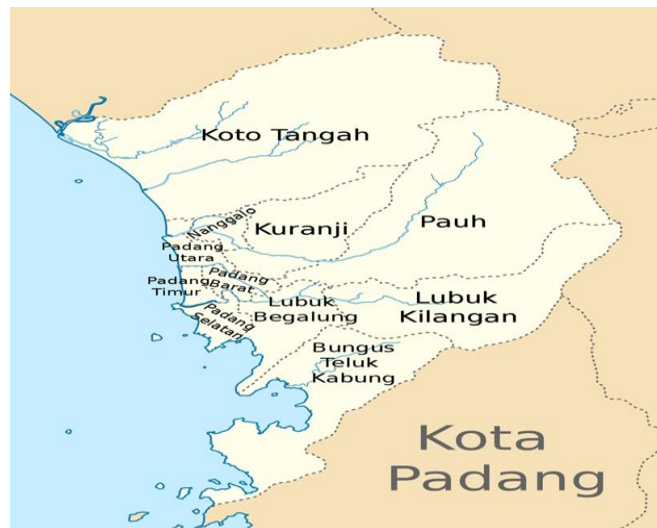 Koto Tangah
Nanggalo
Kuranji
Pauh
Padang
Utara
Padang
Timur
Padang
Barat
Lubuk
Begalung
Lubuk
Kilangan
Padang
Selatan
Bungus
Teluk
Kabung
Kota
Padang